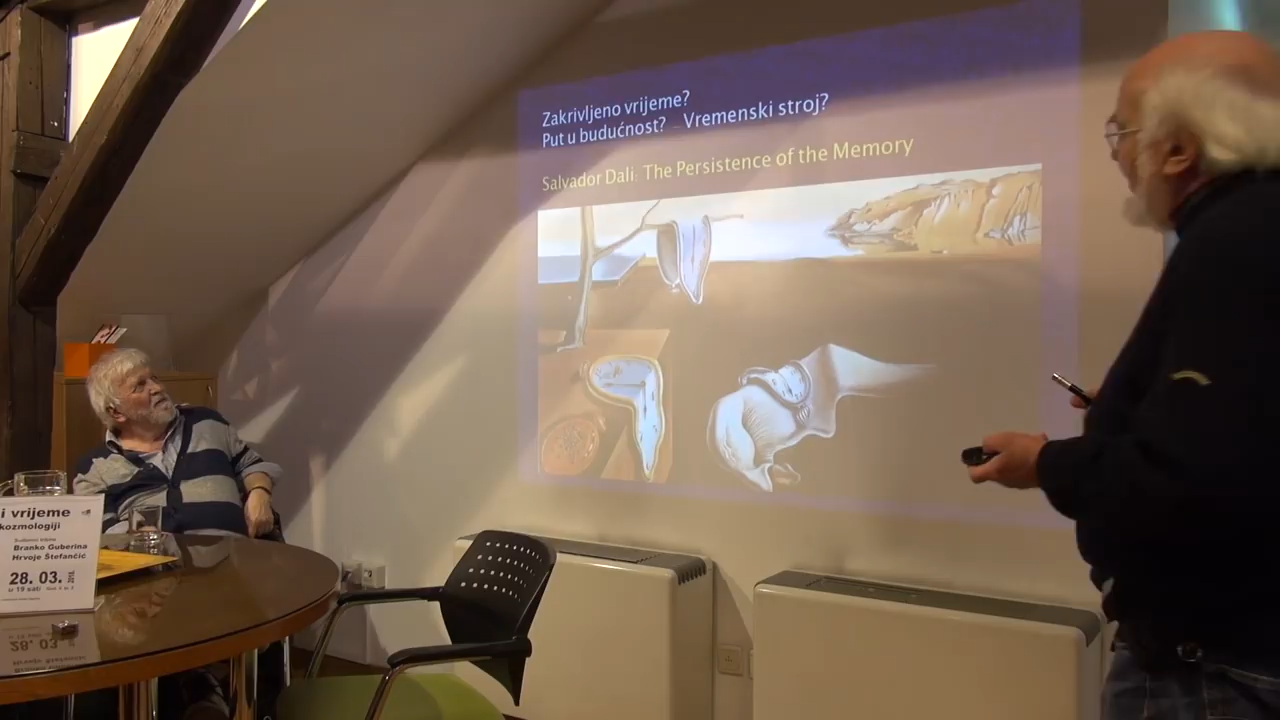 Zakrivljeno vrijeme?
Put u budućnost? – Vremenski stroj?
Salvador Dali: The Persistence of the Memory
i vrijeme
kozmologiji
Branko Guberina
Hrvoje Štefančić
28. 03.
u 19 sati